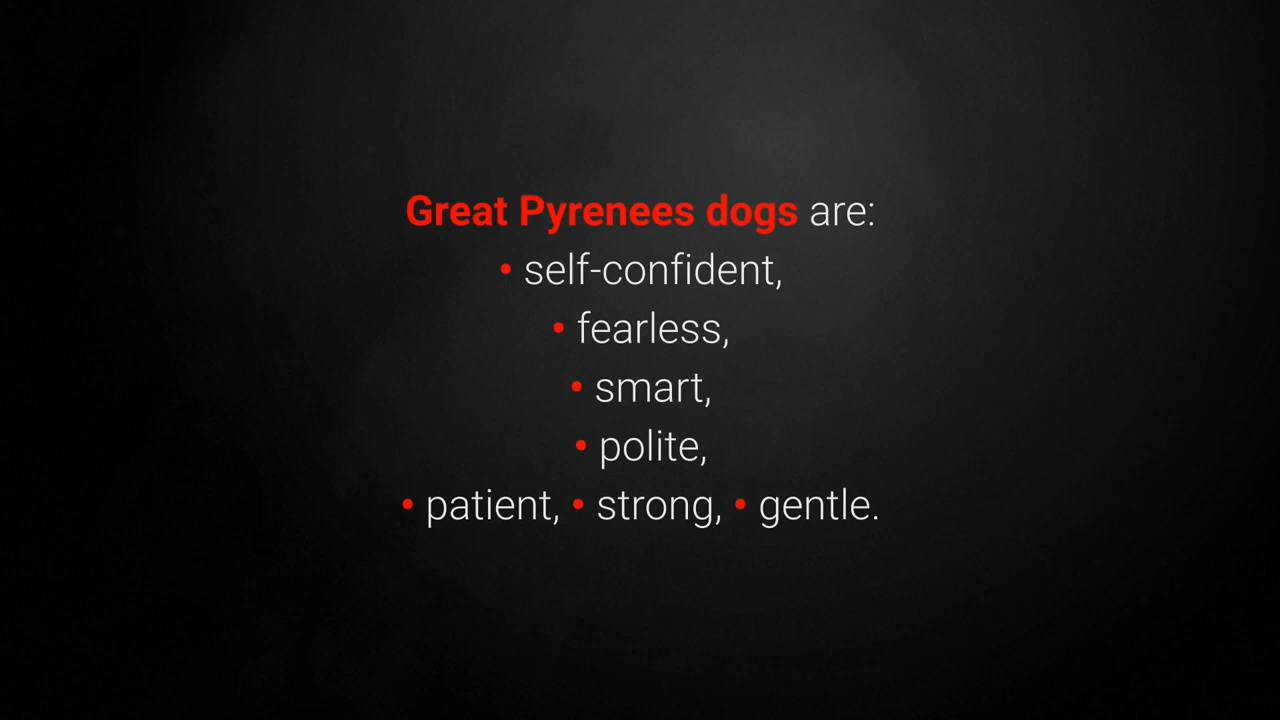 Great Pyrenees dogs are:
• self-confident,
• fearless,
• smart,
• polite,
• patient, • strong, • gentle.